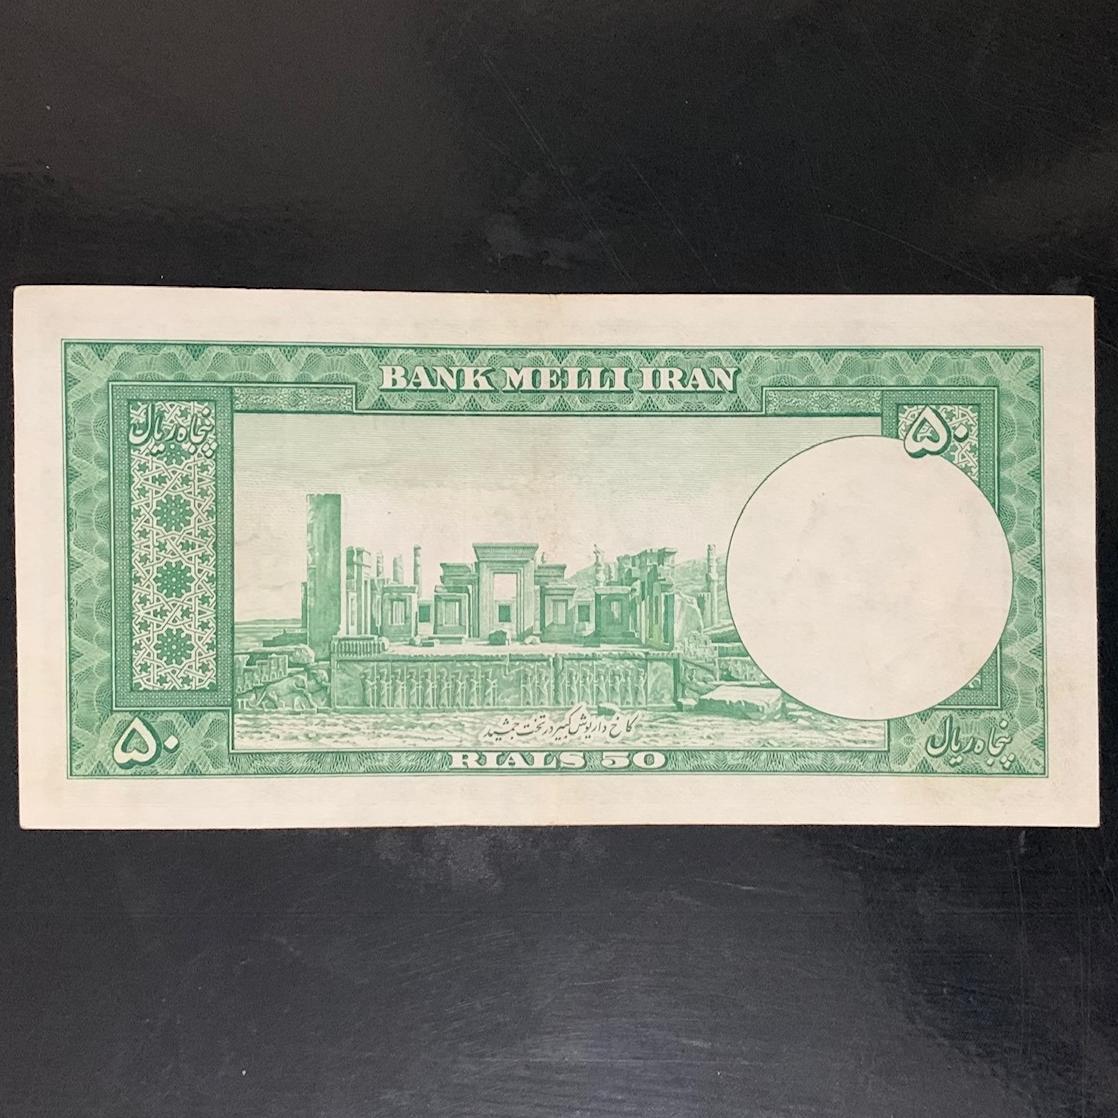 BANK MELLI IRAN
پنجاه ریال
۵۰
کاخ داریوش کبیر در تخت جمشید
۵۰
پنجاه ریال
RIALS 50